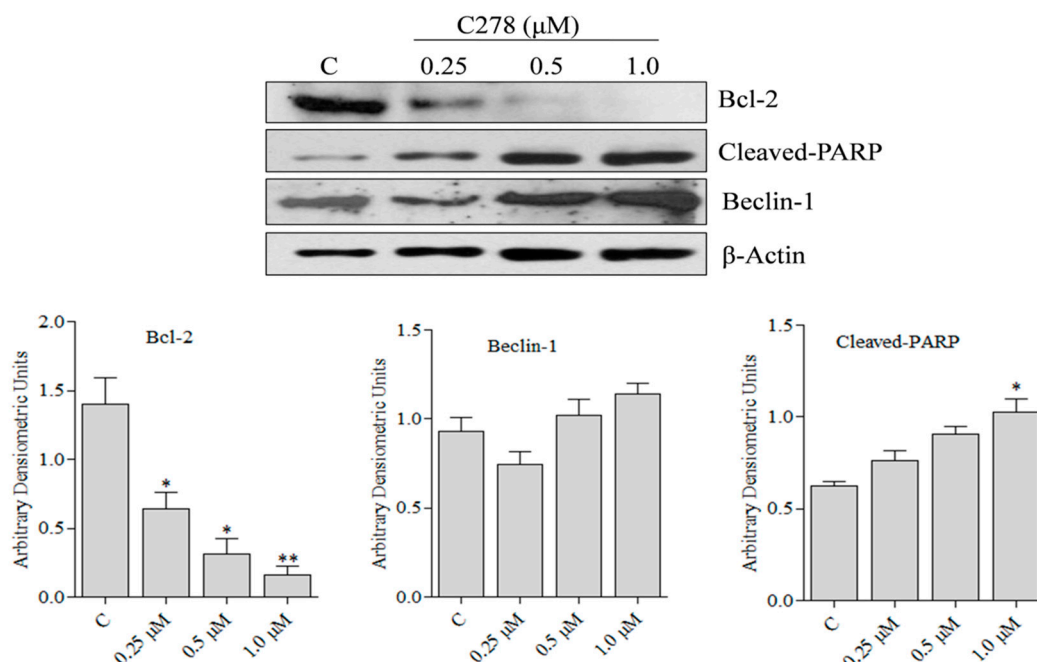 C278 (µM)
C 0.25 0.5 1.0
Bcl-2
Cleaved-PARP
Beclin-1
β-Actin
Bcl-2
Arbitrary Densiometric Units
2.0
1.5
1.0
0.5
0.0
*
*
**
C 0.25 µM 0.5 µM 1.0 µM
Beclin-1
Arbitrary Densiometric Units
1.5
1.0
0.5
0.0
C 0.25 µM 0.5 µM 1.0 µM
Cleaved-PARP
Arbitrary Densiometric Units
1.5
1.0
0.5
0.0
*
C 0.25 µM 0.5 µM 1.0 µM